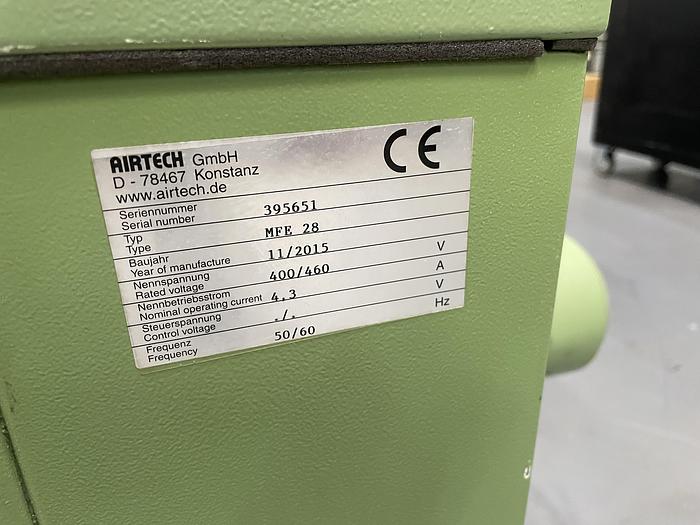 AIRTECH GmbH CE
D - 78467 Konstanz
www.airtech.de
Seriennummer
Serial number 395651
Typ
Type MFE 28
Baujahr
Year of manufacture 11/2015
Nennspannung
Rated voltage 400/460 V
Nennbetriebsstrom
Nominal operating current 4.3 A
Steuerspannung
Control voltage ./. V
Frequenz
Frequency 50/60 Hz